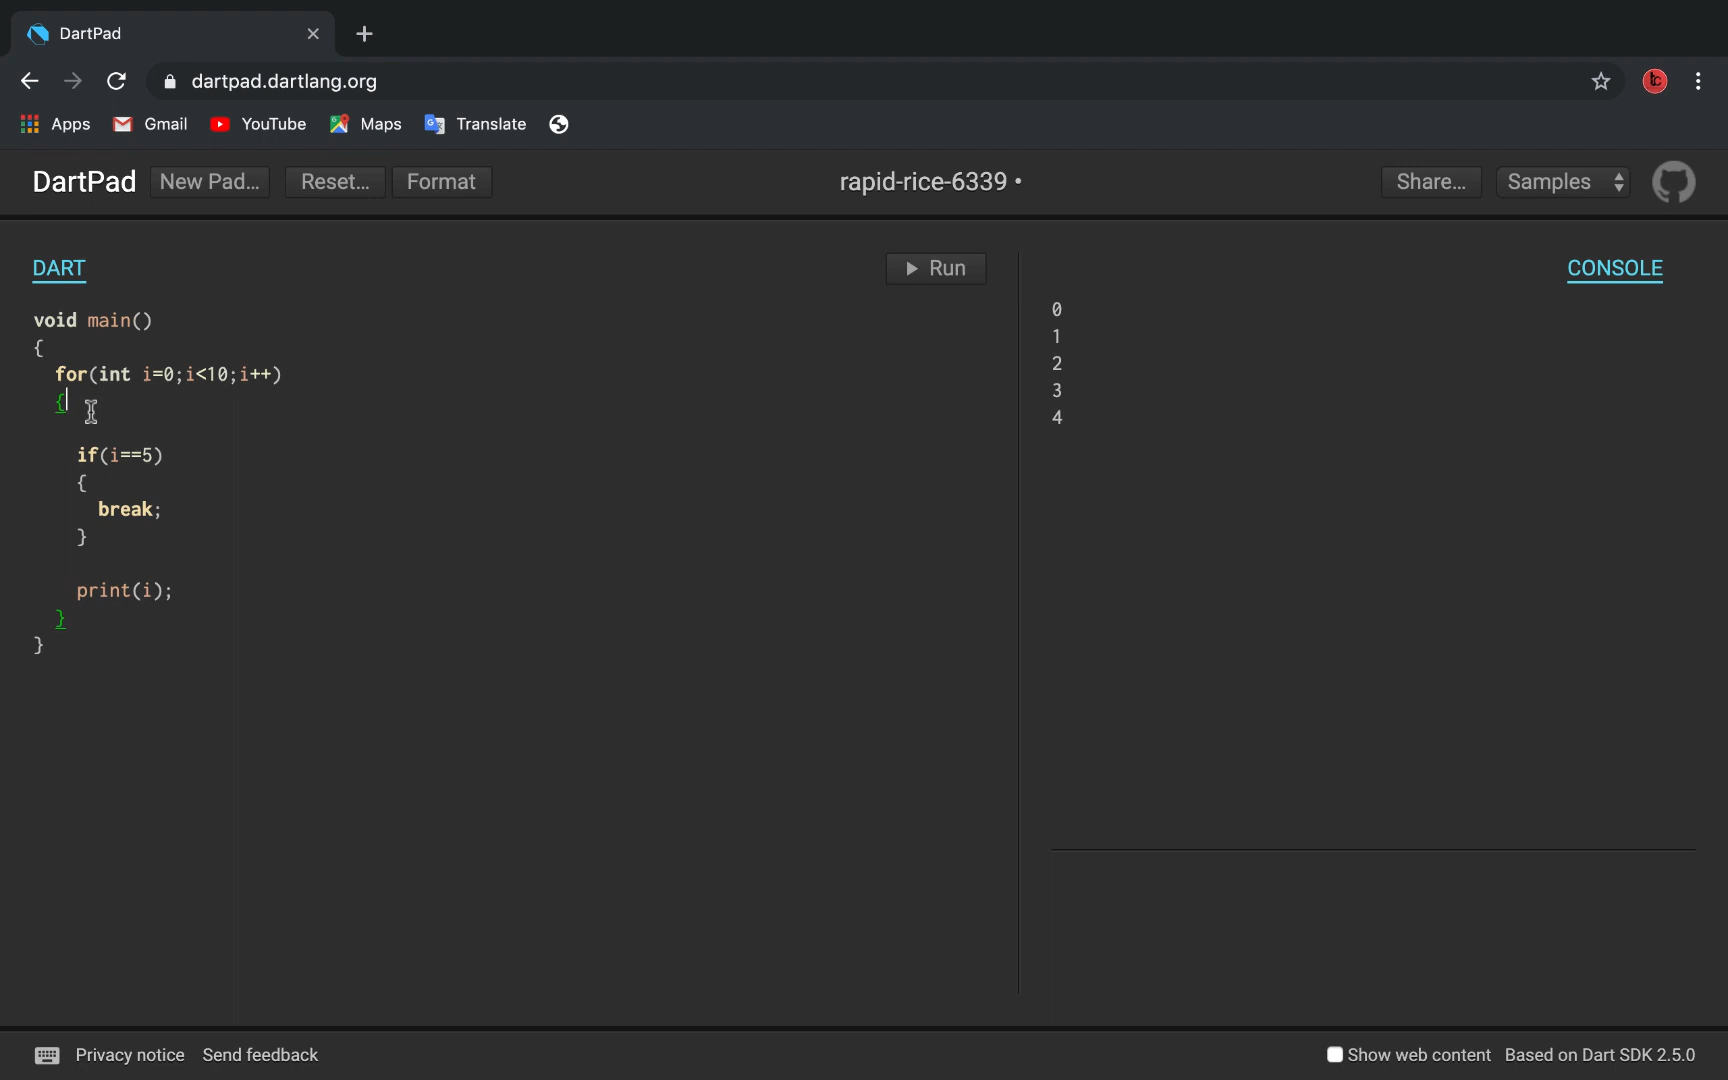 DartPad
dartpad.dartlang.org
Apps Gmail YouTube Maps Translate
DartPad New Pad... Reset... Format rapid-rice-6339 • Share... Samples
DART Run CONSOLE
void main()
{
for(int i=0;i<10;i++)
{
if(i==5)
{
break;
}
print(i);
}
}
0
1
2
3
4
Privacy notice Send feedback Show web content Based on Dart SDK 2.5.0